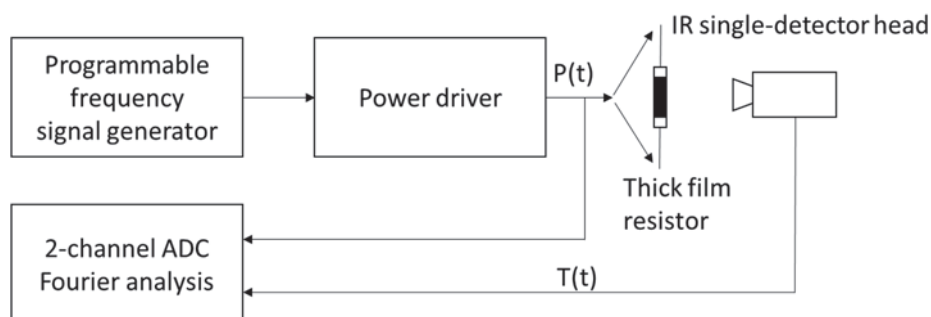 Programmable
frequency
signal generator
Power driver
P(t)
IR single-detector head
Thick film
resistor
2-channel ADC
Fourier analysis
T(t)